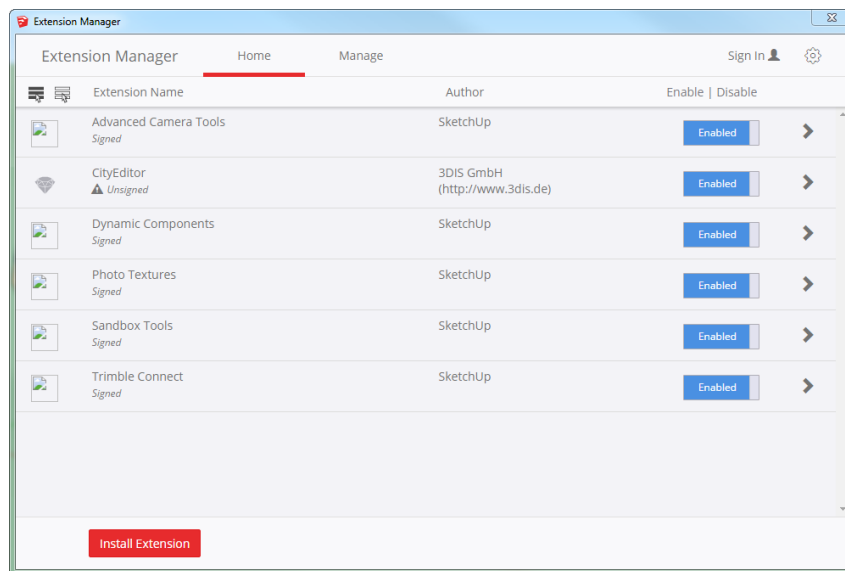 Extension Manager
Extension Manager Home Manage Sign In
Extension Name Author Enable | Disable
Advanced Camera Tools SketchUp
Signed Enabled
CityEditor 3DIS GmbH
Unsigned (http://www.3dis.de) Enabled
Dynamic Components SketchUp
Signed Enabled
Photo Textures SketchUp
Signed Enabled
Sandbox Tools SketchUp
Signed Enabled
Trimble Connect SketchUp
Signed Enabled
Install Extension